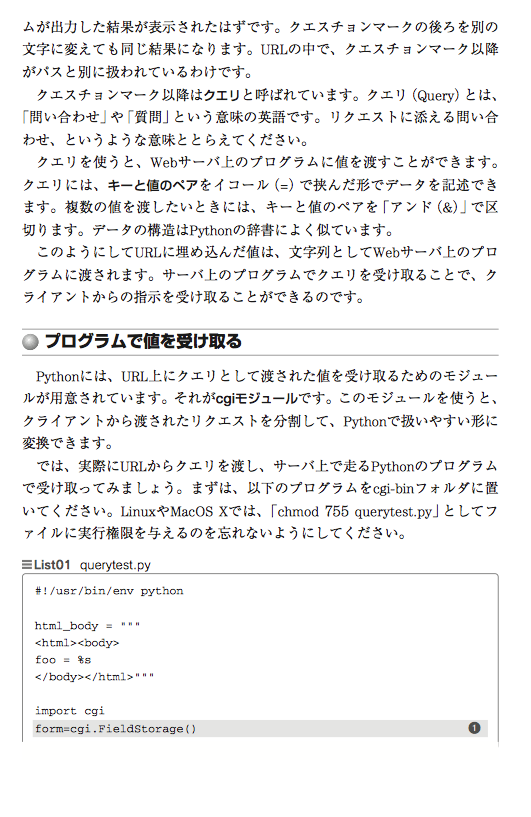 ムが出力した結果が表示されたはずです。クエスチョンマークの後ろを別の
文字に変えても同じ結果になります。URLの中で、クエスチョンマーク以降
がパスと別に扱われているわけです。
クエスチョンマーク以降はクエリと呼ばれています。クエリ（Query）とは、
「問い合わせ」や「質問」という意味の英語です。リクエストに添える問い合
わせ、というような意味ととらえてください。
クエリを使うと、Webサーバ上のプログラムに値を渡すことができます。
クエリには、キーと値のペアをイコール（=）で挟んだ形でデータを記述でき
ます。複数の値を渡したいときには、キーと値のペアを「アンド（&）」で区
切ります。データの構造はPythonの辞書によく似ています。
このようにしてURLに埋め込んだ値は、文字列としてWebサーバ上のプロ
グラムに渡されます。サーバ上のプログラムでクエリを受け取ることで、ク
ライアントからの指示を受け取ることができるのです。
プログラムで値を受け取る
Pythonには、URL上にクエリとして渡された値を受け取るためのモジュー
ルが用意されています。それがcgiモジュールです。このモジュールを使うと、
クライアントから渡されたリクエストを分割して、Pythonで扱いやすい形に
変換できます。
では、実際にURLからクエリを渡し、サーバ上で走るPythonのプログラム
で受け取ってみましょう。まずは、以下のプログラムをcgi-binフォルダに置
いてください。LinuxやMacOS Xでは、「chmod 755 querytest.py」としてフ
ァイルに実行権限を与えるのを忘れないようにしてください。
List01 querytest.py
#!/usr/bin/env python
html_body = """
<html><body>
foo = %s
</body></html>"""
import cgi
form=cgi.FieldStorage() ❶